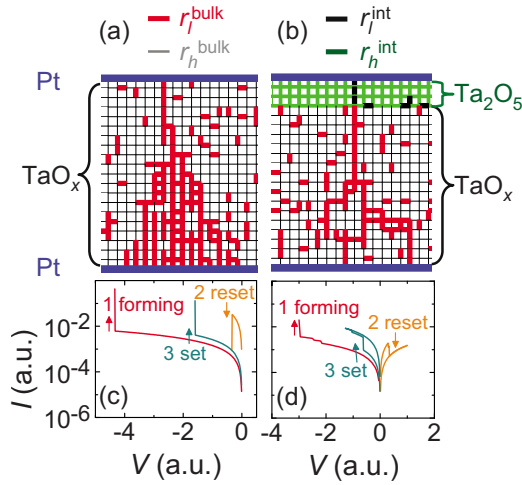 (a) r_l^bulk (b) r_l^int
r_h^bulk r_h^int
Pt
Ta₂O₅
TaOₓ TaOₓ
Pt
1 forming 2 reset 1 forming 2 reset
10⁻²
3 set 3 set
10⁻⁴
I (a.u.)
(c) (d)
10⁻⁶
-4 -2 0 -2 0 2
V (a.u.) V (a.u.)